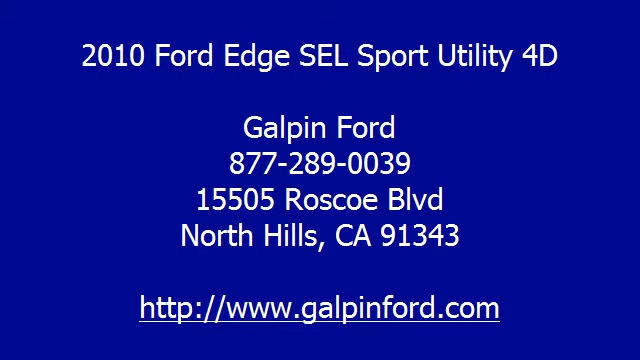 2010 Ford Edge SEL Sport Utility 4D
Galpin Ford
877-289-0039
15505 Roscoe Blvd
North Hills, CA 91343
http://www.galpinford.com